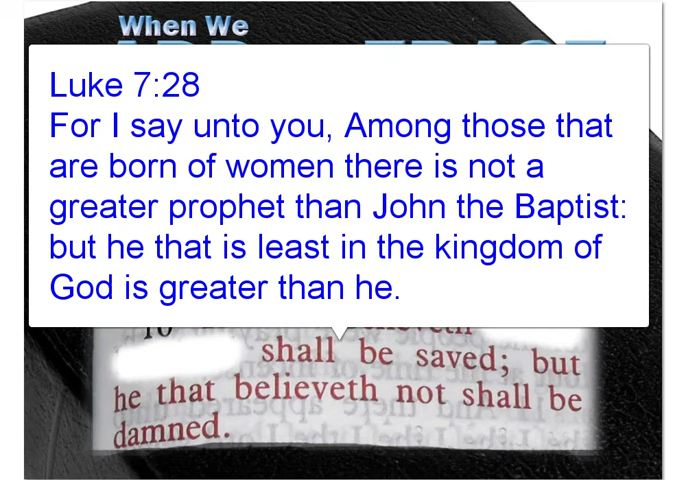 When We
Luke 7:28
For I say unto you, Among those that
are born of women there is not a
greater prophet than John the Baptist:
but he that is least in the kingdom of
God is greater than he.
shall be saved; but
he that believeth not shall be
damned.